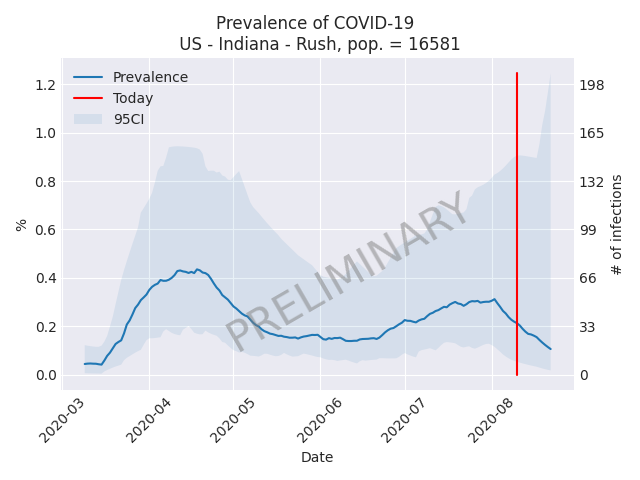 Prevalence of COVID-19
US - Indiana - Rush, pop. = 16581
Prevalence
Today
95CI
PRELIMINARY
1.2
1.0
0.8
0.6
0.4
0.2
0.0
%
198
165
132
99
66
33
0
# of infections
2020-03
2020-04
2020-05
2020-06
2020-07
2020-08
Date